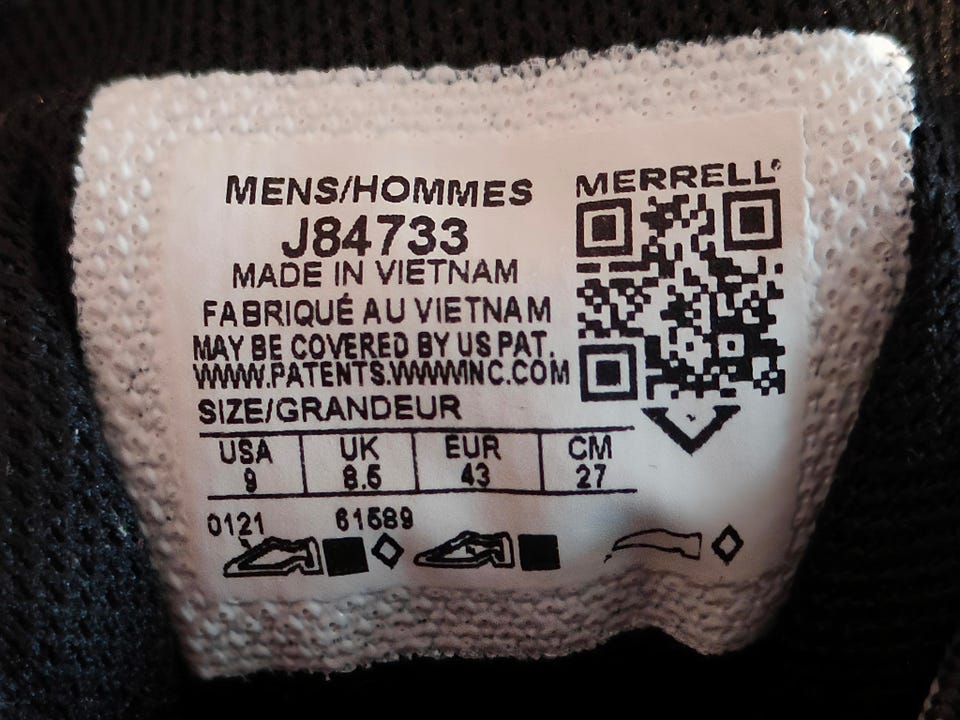 MENS/HOMMES
J84733
MADE IN VIETNAM
FABRIQUÉ AU VIETNAM
MAY BE COVERED BY US PAT.
WWW.PATENTS.WWWINC.COM
SIZE/GRANDEUR
USA UK EUR CM
9 8.5 43 27
0121 61589
MERRELL®